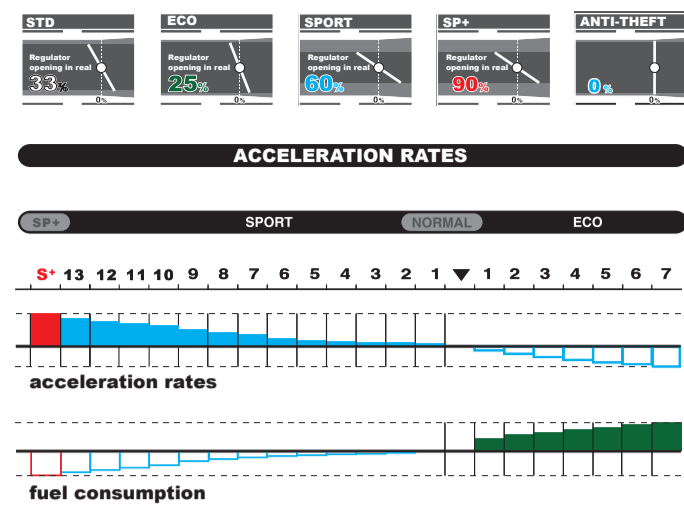 STD
Regulator
opening in real
33%
0%
ECO
Regulator
opening in real
25%
0%
SPORT
Regulator
opening in real
60%
SP+
Regulator
opening in real
90%
ANTI-THEFT
0%
0%
ACCELERATION RATES
SP+ SPORT NORMAL ECO
S+ 13 12 11 10 9 8 7 6 5 4 3 2 1 ▼ 1 2 3 4 5 6 7
acceleration rates
fuel consumption